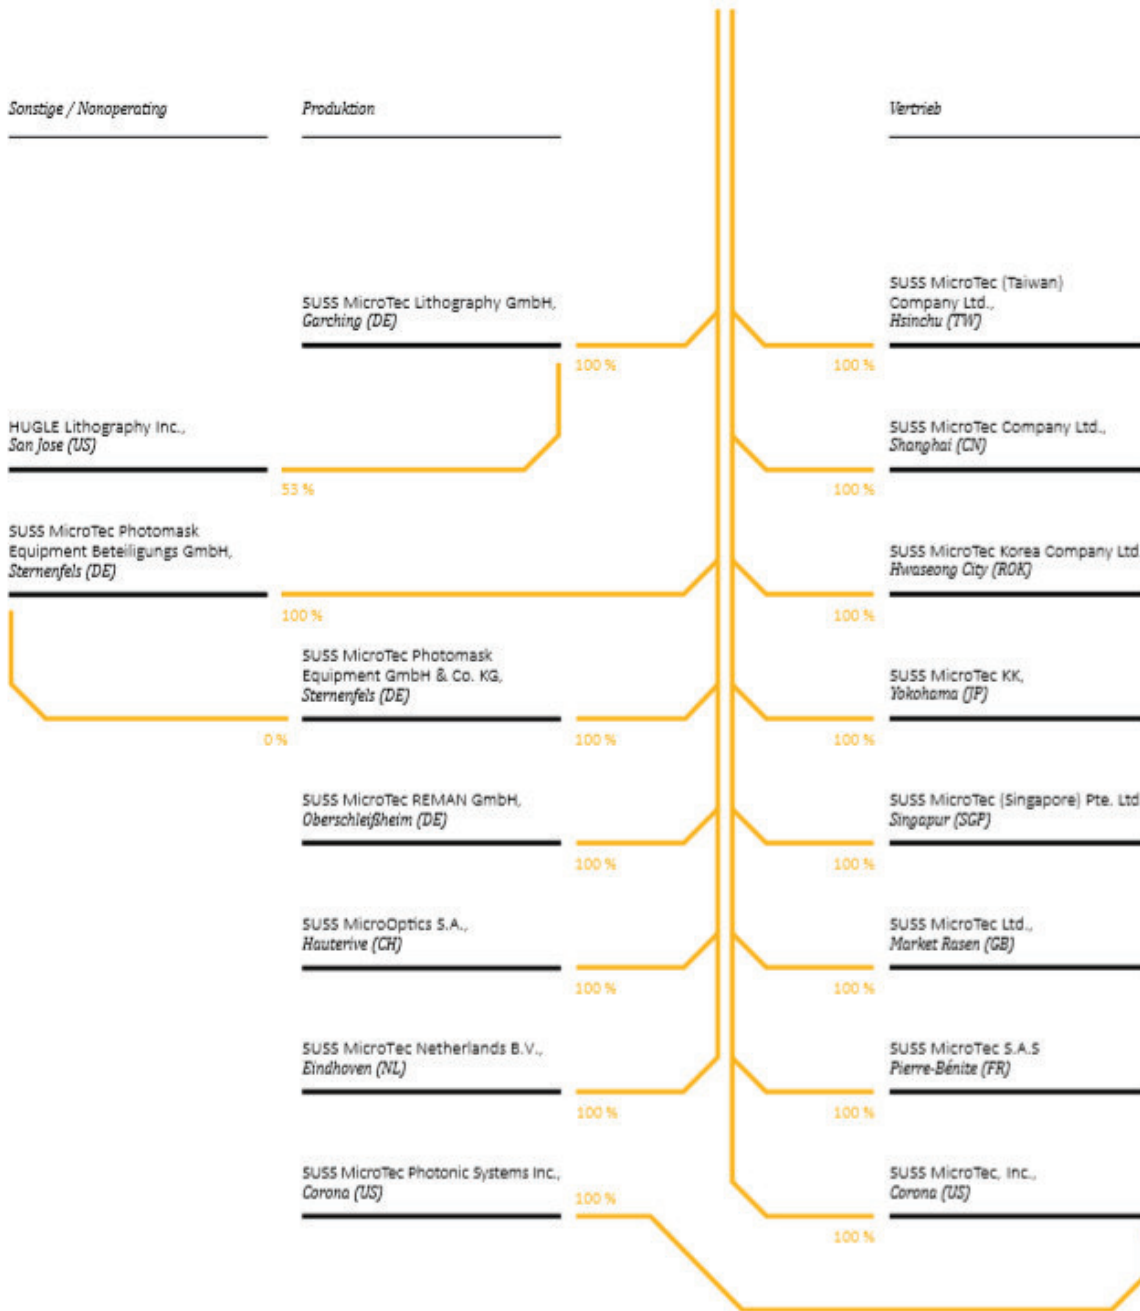 Sonstige / Nonoperating
Produktion
Vertrieb
SUSS MicroTec Lithography GmbH,
Garching (DE)
100 %
SUSS MicroTec (Taiwan)
Company Ltd.,
Hsinchu (TW)
100 %
HUGLE Lithography Inc.,
San Jose (US)
53 %
SUSS MicroTec Company Ltd.,
Shanghai (CN)
100 %
SUSS MicroTec Photomask
Equipment Beteiligungs GmbH,
Sternenfels (DE)
100 %
SUSS MicroTec Korea Company Ltd
Hwaseong City (ROK)
100 %
SUSS MicroTec Photomask
Equipment GmbH & Co. KG,
Sternenfels (DE)
0 %
100 %
SUSS MicroTec KK,
Yokohama (JP)
100 %
SUSS MicroTec REMAN GmbH,
Oberschleißheim (DE)
100 %
SUSS MicroTec (Singapore) Pte. Ltd
Singapur (SGP)
100 %
SUSS MicroOptics S.A.,
Hauterive (CH)
100 %
SUSS MicroTec Ltd.,
Market Rasen (GB)
100 %
SUSS MicroTec Netherlands B.V.,
Eindhoven (NL)
100 %
SUSS MicroTec S.A.S
Pierre-Bénite (FR)
100 %
SUSS MicroTec Photonic Systems Inc.,
Corona (US)
100 %
SUSS MicroTec, Inc.,
Corona (US)
100 %